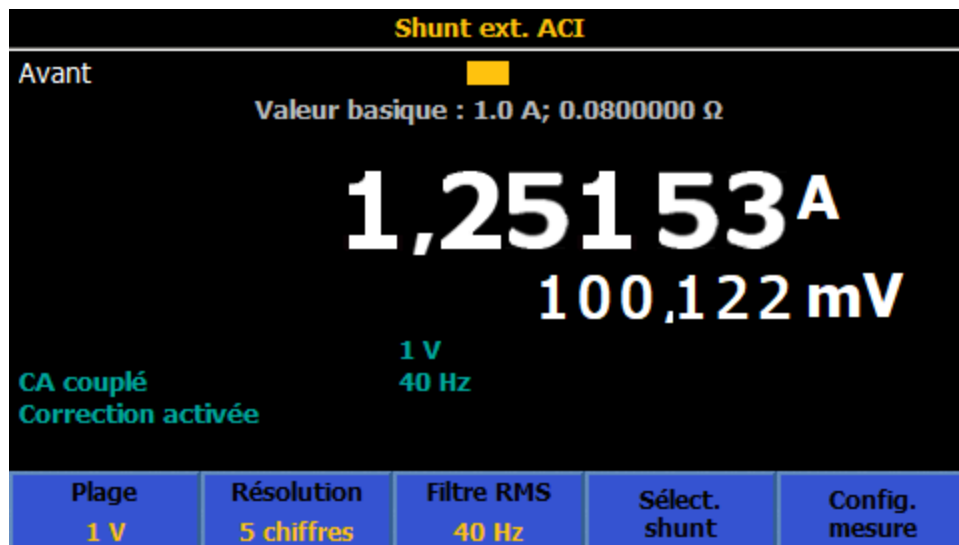 Shunt ext. ACI
Avant
Valeur basique : 1.0 A; 0.0800000 Ω
1,25153 A
100,122 mV
1 V
CA couplé 40 Hz
Correction activée
Plage Résolution Filtre RMS Sélect. shunt Config. mesure
1 V 5 chiffres 40 Hz